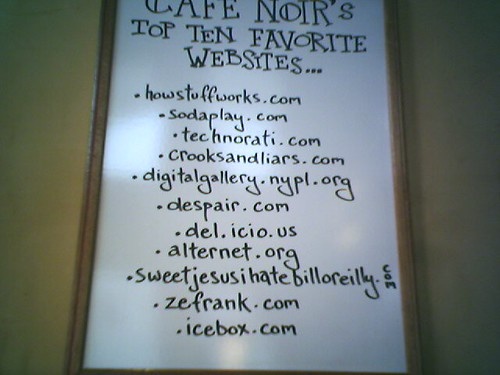 CAFE NOIR'S
TOP TEN FAVORITE
WEBSITES...
• howstuffworks.com
• sodaplay.com
• technorati.com
• crooksandliars.com
• digitalgallery.nypl.org
• despair.com
• del.icio.us
• alternet.org
• sweetjesusihatebilloreilly.com
• zefrank.com
• icebox.com